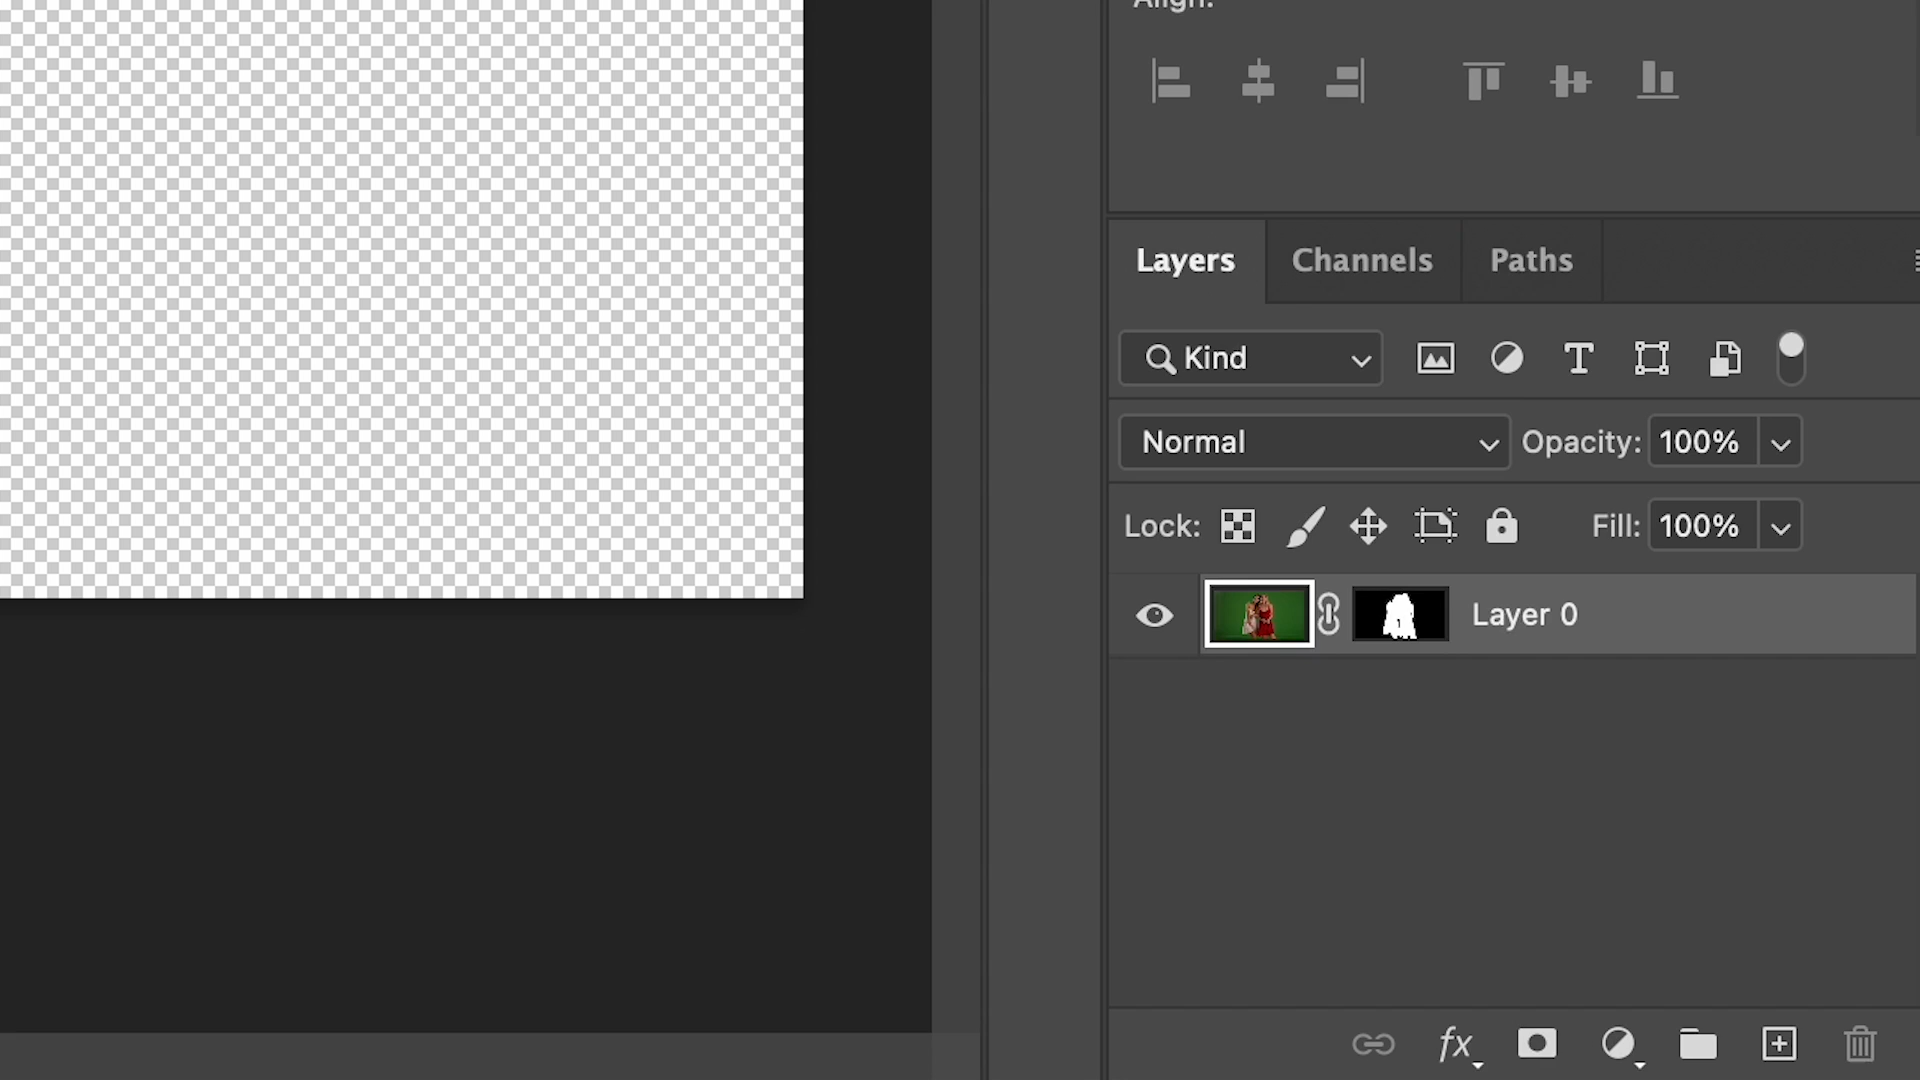 Align:
Layers Channels Paths
Kind
Normal Opacity: 100%
Lock: Fill: 100%
Layer 0
fx